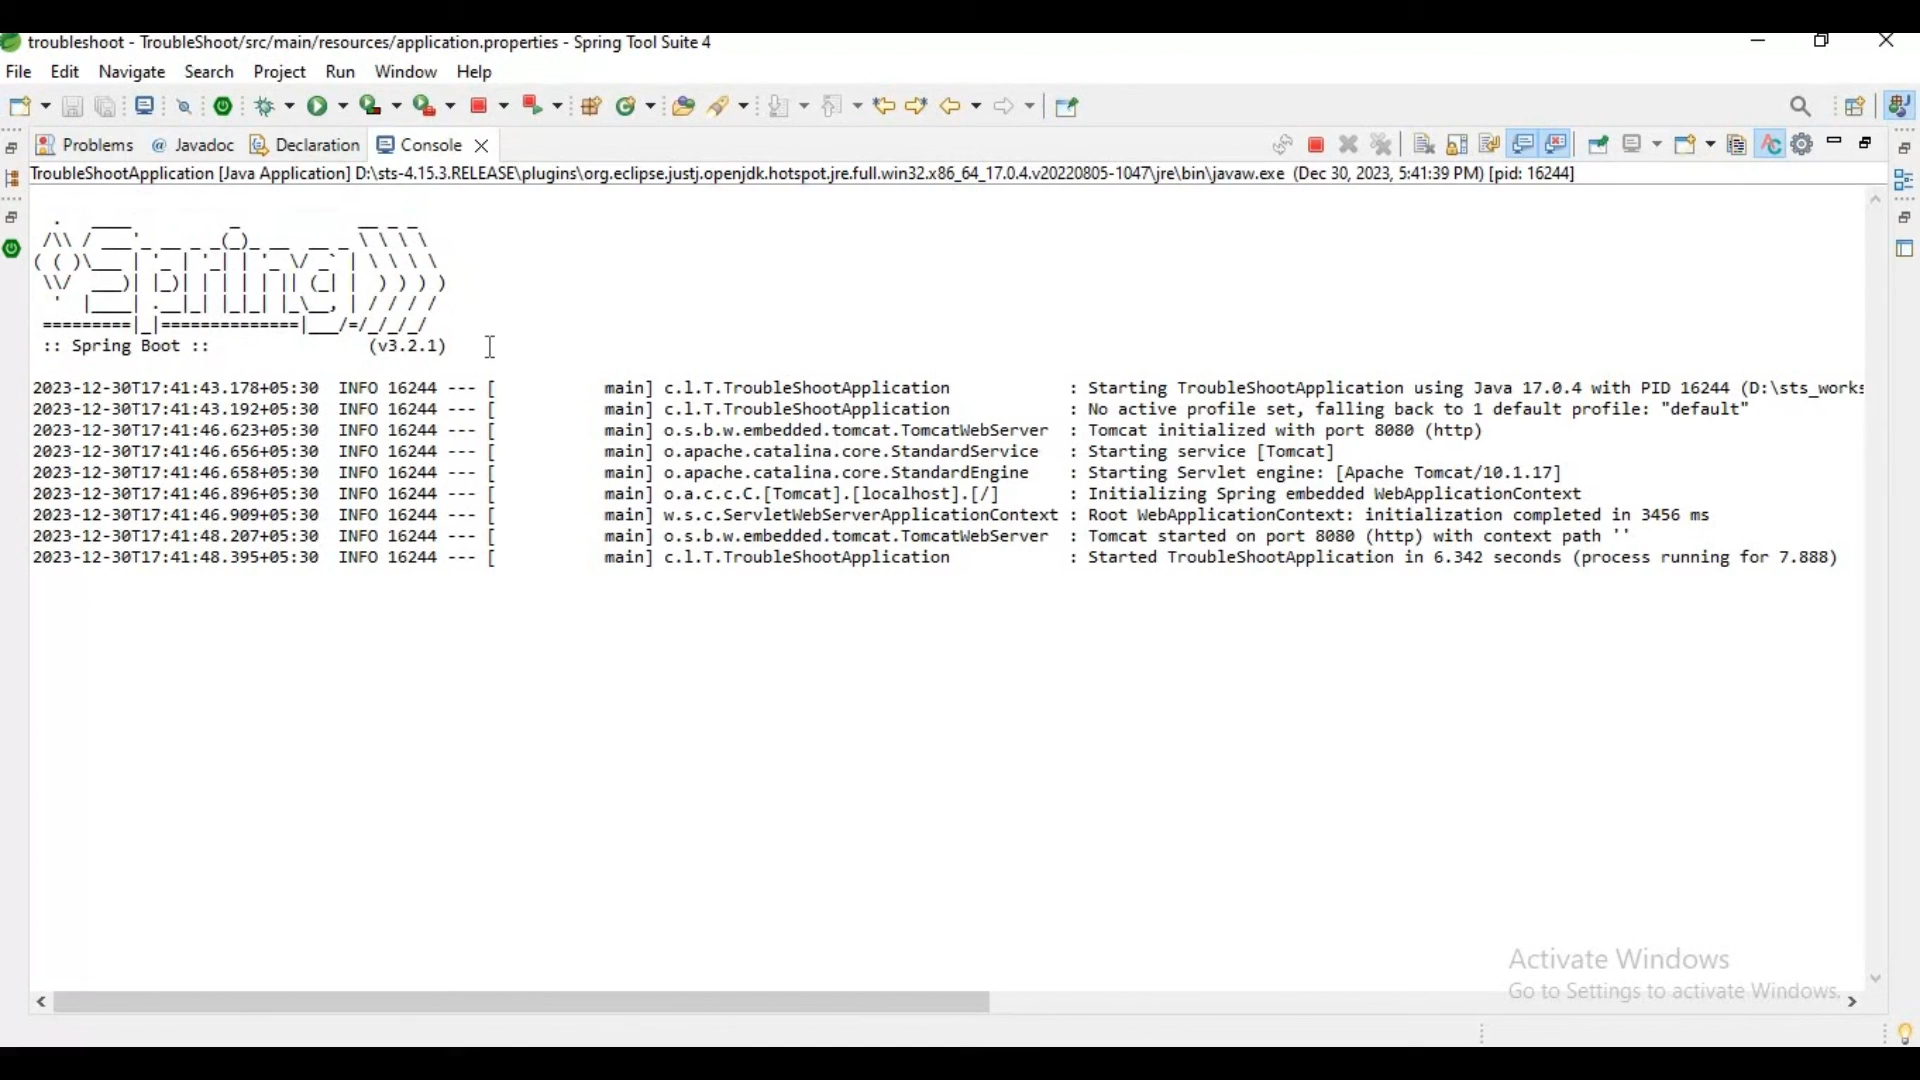 troubleshoot - TroubleShoot/src/main/resources/application.properties - Spring Tool Suite 4
File Edit Navigate Search Project Run Window Help
Problems @ Javadoc Declaration Console
TroubleShootApplication [Java Application] D:\sts-4.15.3.RELEASE\plugins\org.eclipse.justj.openjdk.hotspot.jre.full.win32.x86_64_17.0.4.v20220805-1047\jre\bin\javaw.exe (Dec 30, 2023, 5:41:39 PM) [pid: 16244]
Spring
:: Spring Boot :: (v3.2.1)
2023-12-30T17:41:43.178+05:30 INFO 16244 --- [ main] c.l.T.TroubleShootApplication : Starting TroubleShootApplication using Java 17.0.4 with PID 16244 (D:\sts_works
2023-12-30T17:41:43.192+05:30 INFO 16244 --- [ main] c.l.T.TroubleShootApplication : No active profile set, falling back to 1 default profile: "default"
2023-12-30T17:41:46.623+05:30 INFO 16244 --- [ main] o.s.b.w.embedded.tomcat.TomcatWebServer : Tomcat initialized with port 8080 (http)
2023-12-30T17:41:46.656+05:30 INFO 16244 --- [ main] o.apache.catalina.core.StandardService : Starting service [Tomcat]
2023-12-30T17:41:46.658+05:30 INFO 16244 --- [ main] o.apache.catalina.core.StandardEngine : Starting Servlet engine: [Apache Tomcat/10.1.17]
2023-12-30T17:41:46.896+05:30 INFO 16244 --- [ main] o.a.c.c.C.[Tomcat].[localhost].[/] : Initializing Spring embedded WebApplicationContext
2023-12-30T17:41:46.909+05:30 INFO 16244 --- [ main] w.s.c.ServletWebServerApplicationContext : Root WebApplicationContext: initialization completed in 3456 ms
2023-12-30T17:41:48.207+05:30 INFO 16244 --- [ main] o.s.b.w.embedded.tomcat.TomcatWebServer : Tomcat started on port 8080 (http) with context path ''
2023-12-30T17:41:48.395+05:30 INFO 16244 --- [ main] c.l.T.TroubleShootApplication : Started TroubleShootApplication in 6.342 seconds (process running for 7.888)
Activate Windows
Go to Settings to activate Windows.